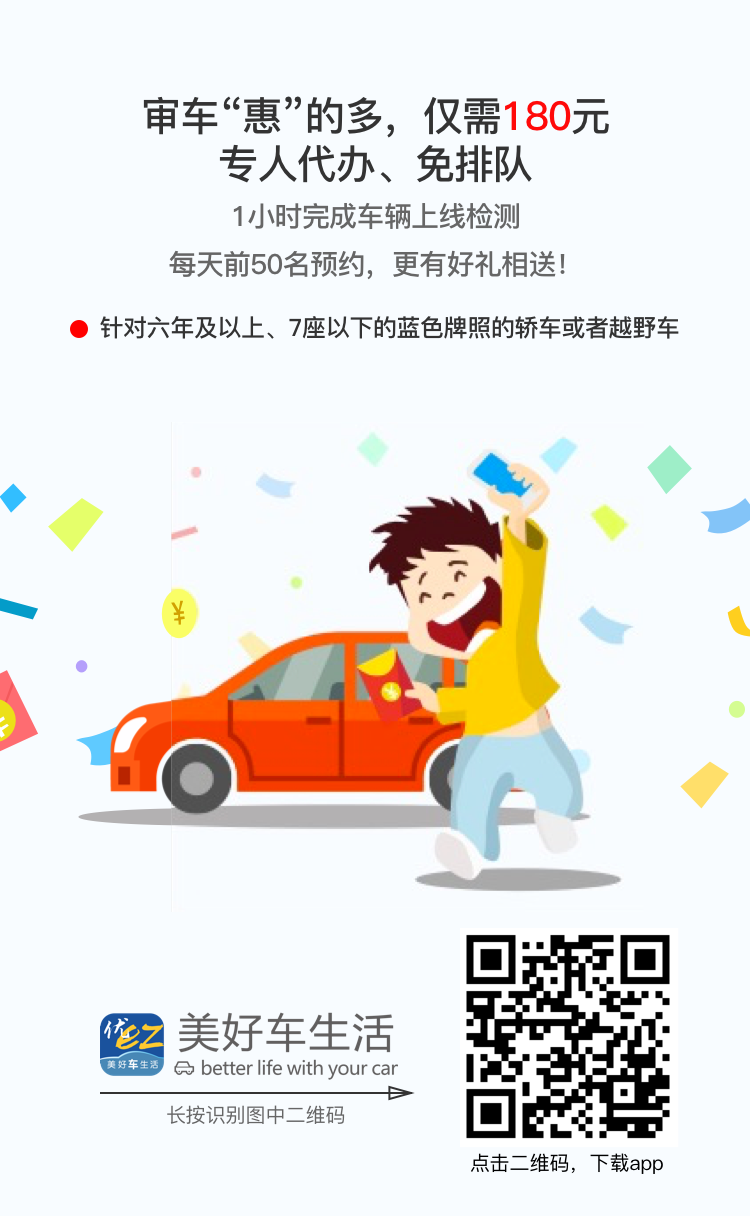 审车“惠”的多，仅需180元
专人代办、免排队
1小时完成车辆上线检测
每天前50名预约，更有好礼相送！
针对六年及以上、7座以下的蓝色牌照的轿车或者越野车
¥
¥
¥
优eZ
美好车生活
美好车生活
better life with your car
长按识别图中二维码
点击二维码，下载app